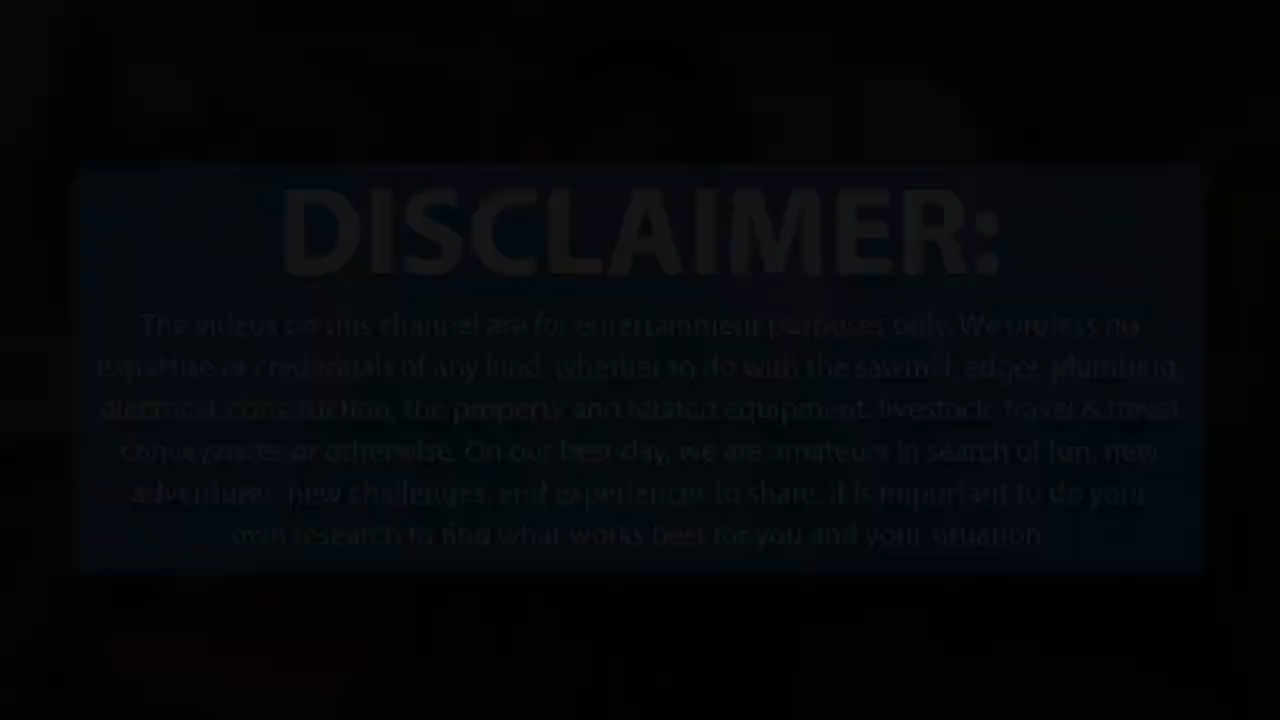 DISCLAIMER:
The videos on this channel are for entertainment purposes only. We profess no
expertise or credentials of any kind, whether to do with the sawmill, edger, plumbing,
electrical, construction, the property and related equipment, livestock, travel & travel
conveyances or otherwise. On our best day, we are amateurs in search of fun, new
adventures, new challenges, and experiences to share. It is important to do your
own research to find what works best for you and your situation